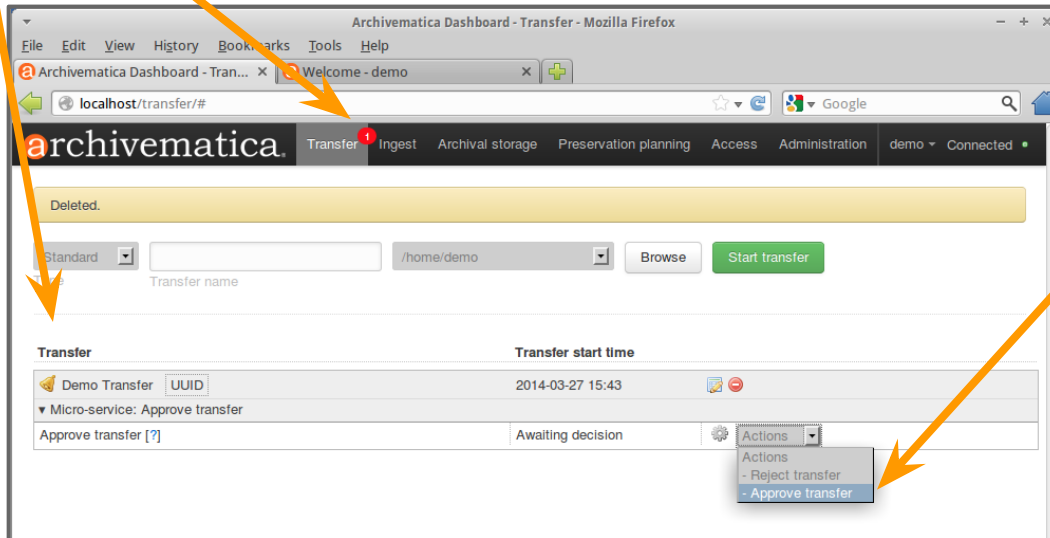 Archivematica Dashboard - Transfer - Mozilla Firefox
File Edit View History Bookmarks Tools Help
Archivematica Dashboard - Tran... Welcome - demo
localhost/transfer/# Google
archivematica. Transfer 1 Ingest Archival storage Preservation planning Access Administration demo Connected
Deleted.
Standard /home/demo Browse Start transfer
Type Transfer name
Transfer Transfer start time
Demo Transfer UUID 2014-03-27 15:43
▾ Micro-service: Approve transfer
Approve transfer [?] Awaiting decision Actions
Actions
- Reject transfer
- Approve transfer